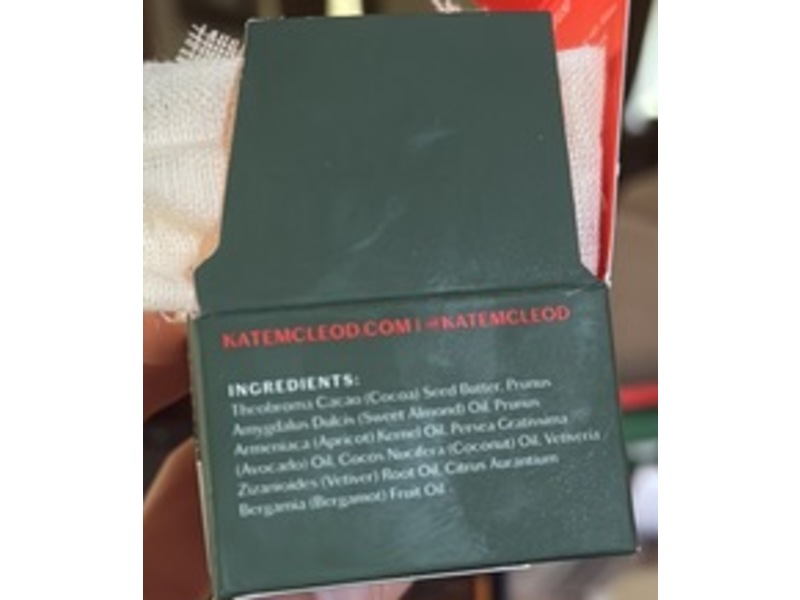 KATEMCLEOD.COM | @KATEMCLEOD
INGREDIENTS:
Theobroma Cacao (Cocoa) Seed Butter, Prunus
Amygdalus Dulcis (Sweet Almond) Oil, Prunus
Armeniaca (Apricot) Kernel Oil, Persea Gratissima
(Avocado) Oil, Cocos Nucifera (Coconut) Oil, Vetiveria
Zizanioides (Vetiver) Root Oil, Citrus Aurantium
Bergamia (Bergamot) Fruit Oil